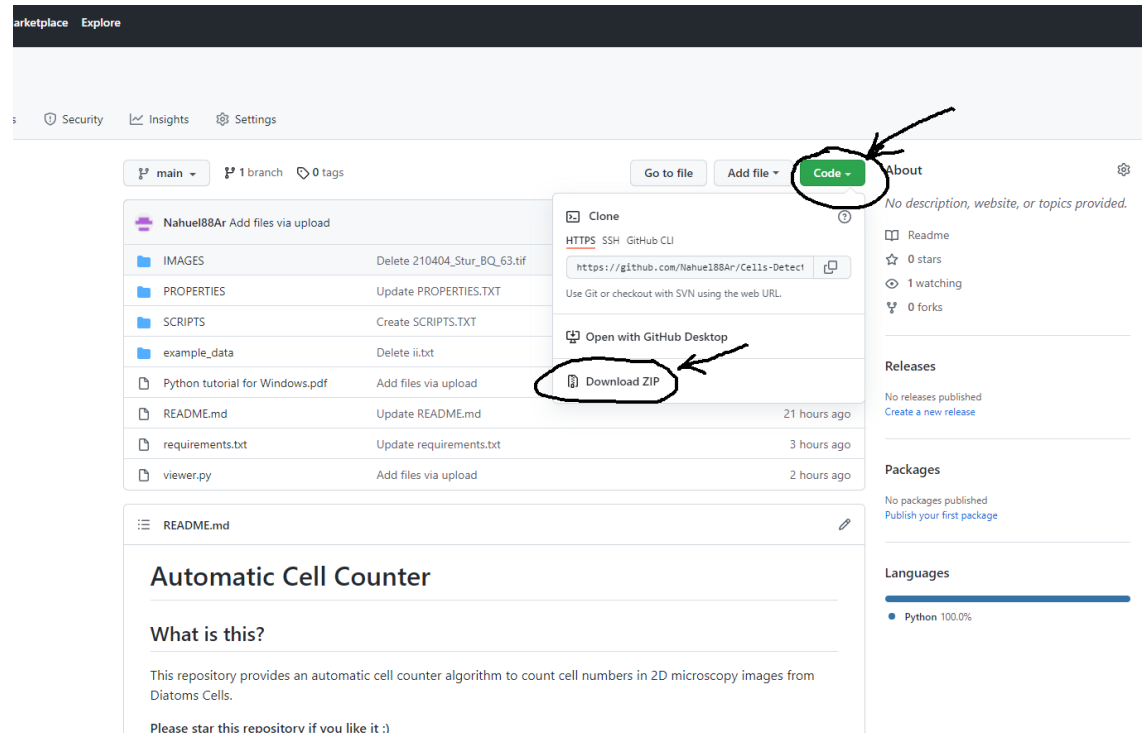 arketplace Explore
s Security Insights Settings
main 1 branch 0 tags Go to file Add file Code
About
No description, website, or topics provided.
Readme
0 stars
1 watching
0 forks
Releases
No releases published
Create a new release
Packages
No packages published
Publish your first package
Languages
Python 100.0%
Nahuel88Ar Add files via upload
IMAGES Delete 210404_Stur_BQ_63.tif
PROPERTIES Update PROPERTIES.TXT
SCRIPTS Create SCRIPTS.TXT
example_data Delete ii.txt
Python tutorial for Windows.pdf Add files via upload
README.md Update README.md 21 hours ago
requirements.txt Update requirements.txt 3 hours ago
viewer.py Add files via upload 2 hours ago
Clone
HTTPS SSH GitHub CLI
https://github.com/Nahuel88Ar/Cells-Detect
Use Git or checkout with SVN using the web URL.
Open with GitHub Desktop
Download ZIP
README.md
Automatic Cell Counter
What is this?
This repository provides an automatic cell counter algorithm to count cell numbers in 2D microscopy images from
Diatoms Cells.
Please star this repository if you like it :)